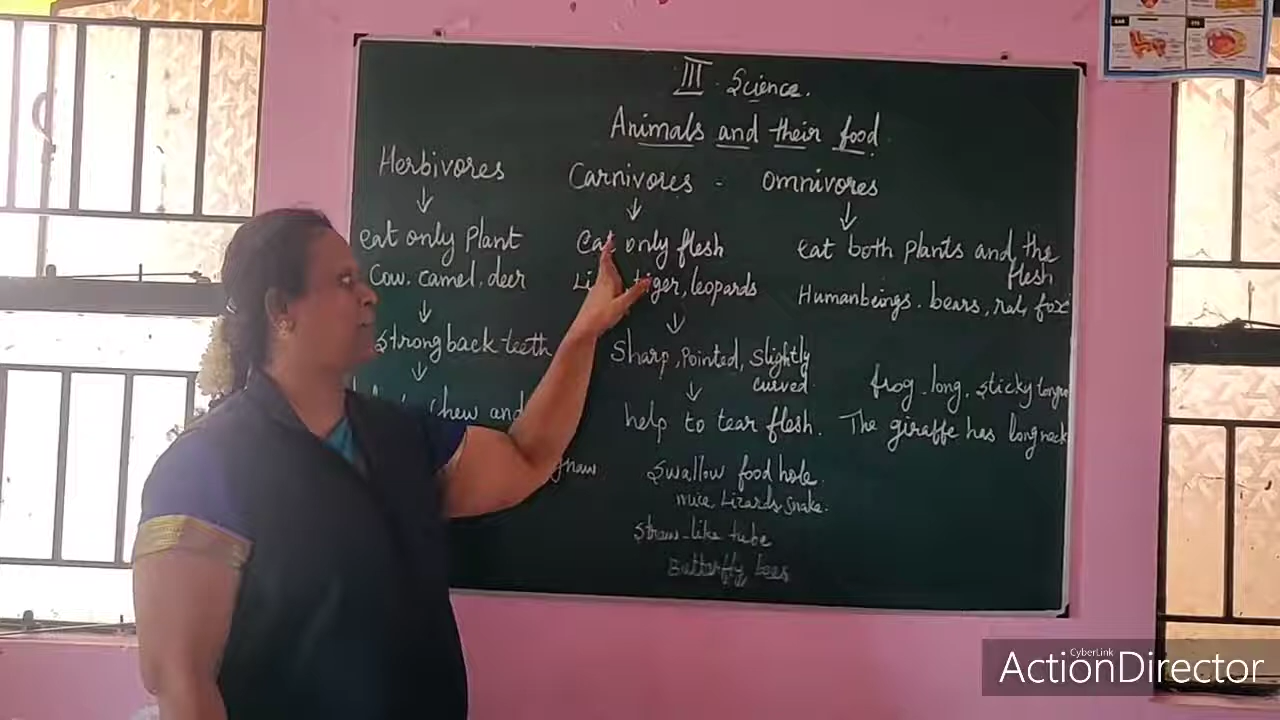 III Science.
Animals and their food
Herbivores
eat only plant
Cow. camel. deer
Strong back teeth
chew and
gnaw
Carnivores -
eat only flesh
tiger, leopards
Sharp, pointed, slightly
curved
help to tear flesh.
Swallow food hole.
mice, Lizards, snake.
Straw-like tube
Butterfly bees
Omnivores
eat both plants and the
flesh
Humanbeings. bears, rat, fox
frog. long. sticky tongue
The giraffe has long neck
CyberLink
ActionDirector